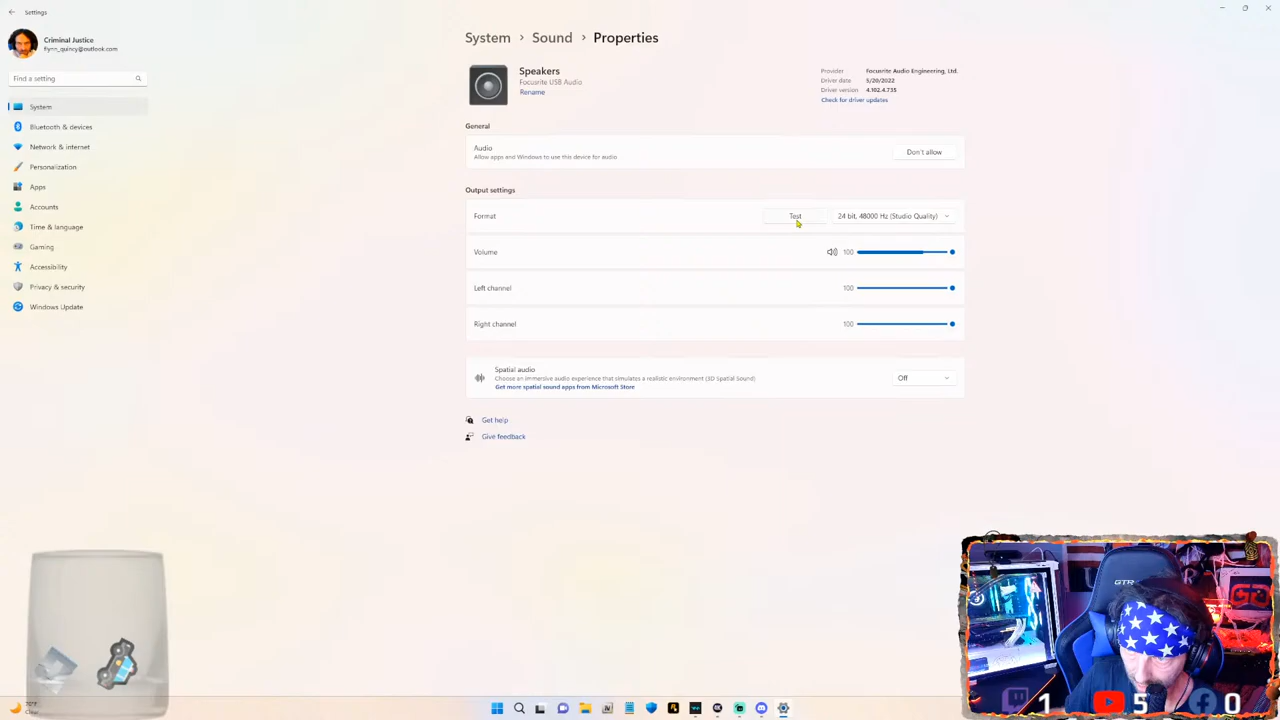 Settings
Criminal Justice
flynn_quincy@outlook.com
Find a setting
System
Bluetooth & devices
Network & internet
Personalization
Apps
Accounts
Time & language
Gaming
Accessibility
Privacy & security
Windows Update
System > Sound > Properties
Speakers
Focusrite USB Audio
Rename
Provider Focusrite Audio Engineering, Ltd.
Driver date 5/20/2022
Driver version 4.102.4.735
Check for driver updates
General
Audio
Allow apps and Windows to use this device for audio
Don't allow
Output settings
Format Test 24 bit, 48000 Hz (Studio Quality)
Volume 100
Left channel 100
Right channel 100
Spatial audio
Choose an immersive audio experience that simulates a realistic environment (3D Spatial Sound)
Get more spatial sound apps from Microsoft Store
Off
Get help
Give feedback
GTR
1 5 0
70°F
Clear